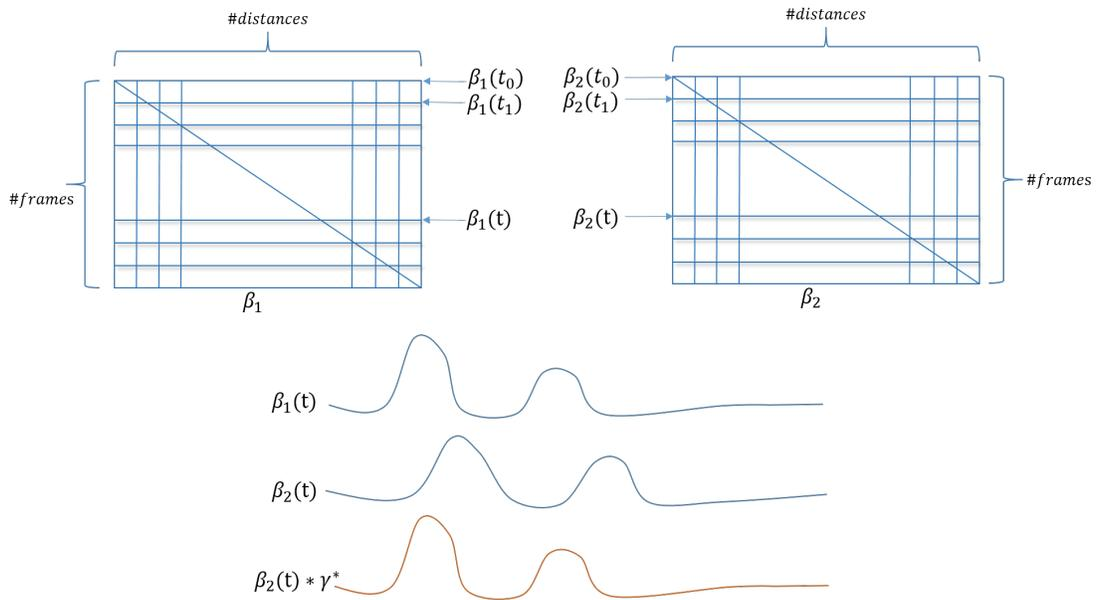 #distances
β₁(t₀)
β₁(t₁)
#frames
β₁(t)
β₁
#distances
β₂(t₀)
β₂(t₁)
β₂(t)
#frames
β₂
β₁(t)
β₂(t)
β₂(t) * γ*